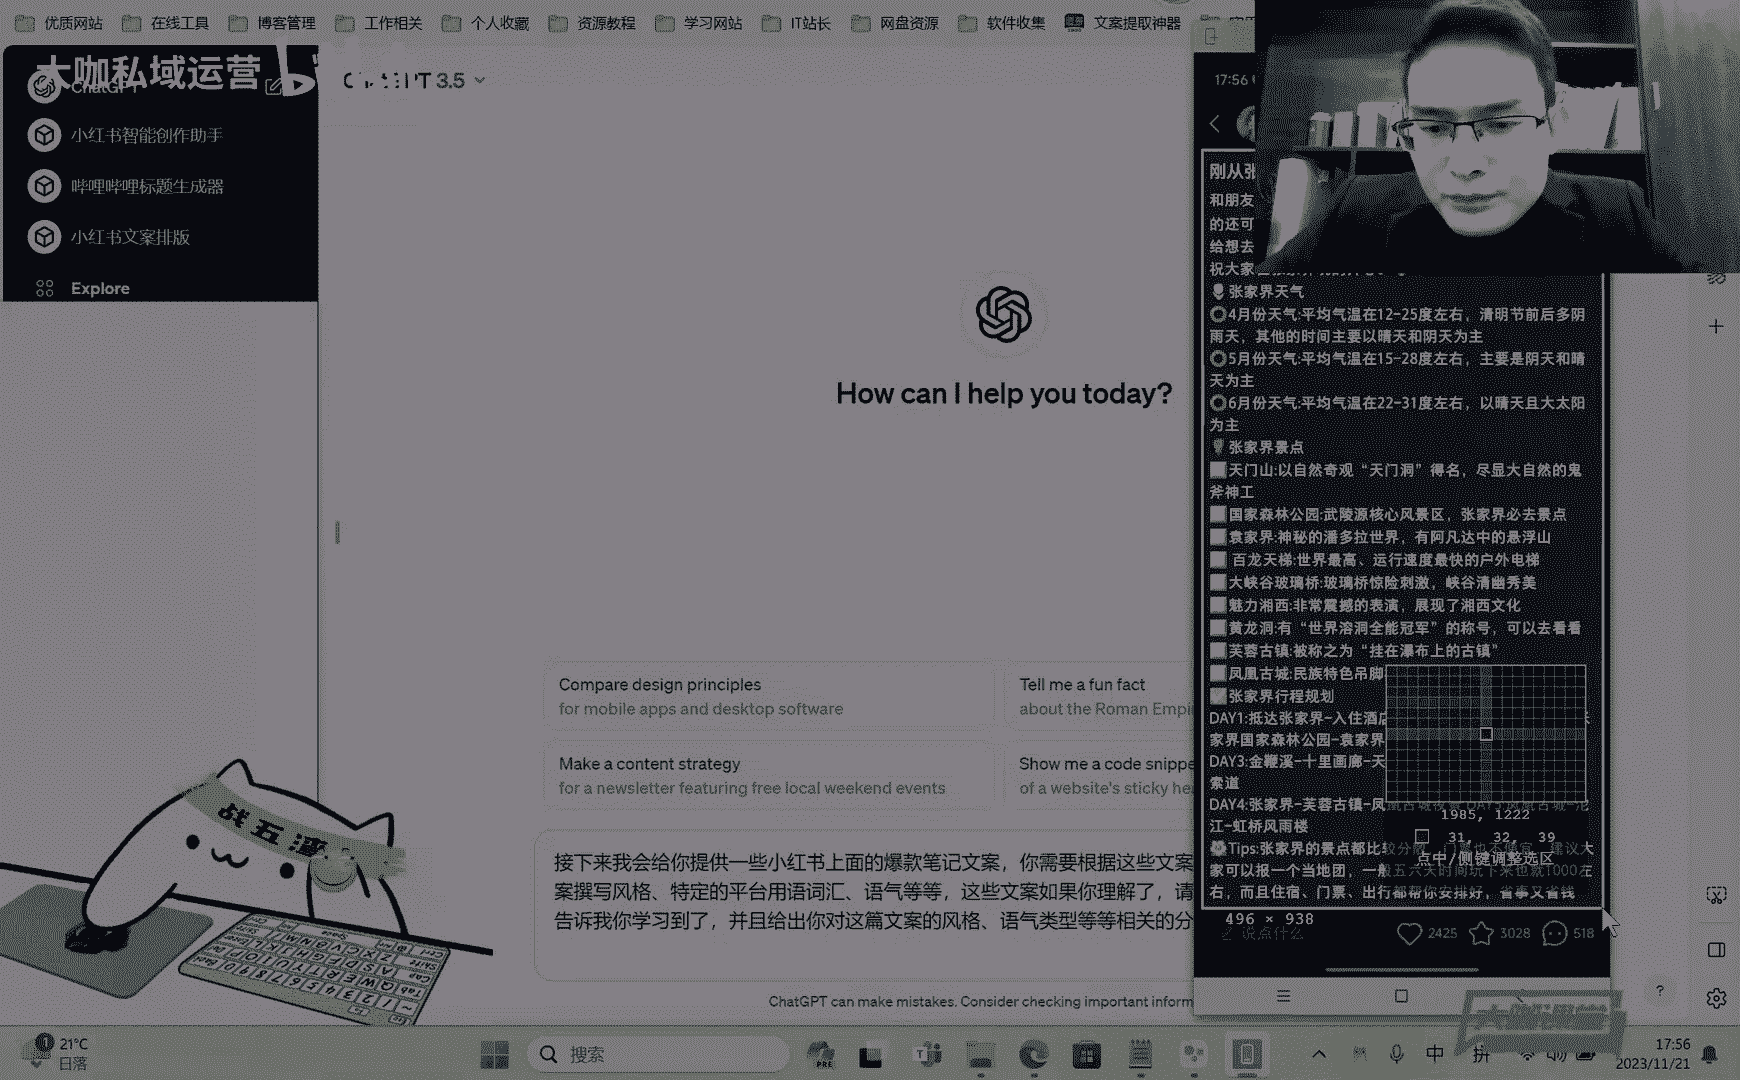 优质网站
在线工具
博客管理
工作相关
个人收藏
资源教程
学习网站
IT站长
网盘资源
软件收集
文案提取神器
大咖私域运营
ChatGPT
小红书智能创作助手
哔哩哔哩标题生成器
小红书文案排版
Explore
3.5
How can I help you today?
Compare design principles
for mobile apps and desktop software
Tell me a fun fact
about the Roman Empi
Make a content strategy
for a newsletter featuring free local weekend events
Show me a code snippe
of a website's sticky he
接下来我会给你提供一些小红书上面的爆款笔记文案，你需要根据这些文案
案撰写风格、特定的平台用语词汇、语气等等，这些文案如果你理解了，请
告诉我你学习到了，并且给出你对这篇文案的风格、语气类型等等相关的分
ChatGPT can make mistakes. Consider checking important inform
17:56
刚从张
和朋友
的还可
给想去
祝大家
张家界天气
4月份天气:平均气温在12-25度左右，清明节前后多阴
雨天，其他的时间主要以晴天和阴天为主
5月份天气:平均气温在15-28度左右，主要是阴天和晴
天为主
6月份天气:平均气温在22-31度左右，以晴天且大太阳
为主
张家界景点
天门山:以自然奇观“天门洞”得名，尽显大自然的鬼
斧神工
国家森林公园:武陵源核心风景区，张家界必去景点
袁家界:神秘的潘多拉世界，有阿凡达中的悬浮山
百龙天梯:世界最高、运行速度最快的户外电梯
大峡谷玻璃桥:玻璃桥惊险刺激，峡谷清幽秀美
魅力湘西:非常震撼的表演，展现了湘西文化
黄龙洞:有“世界溶洞全能冠军”的称号，可以去看看
芙蓉古镇:被称之为“挂在瀑布上的古镇”
凤凰古城:民族特色吊脚
张家界行程规划
DAY1:抵达张家界-入住酒店
家界国家森林公园-袁家界
DAY3:金鞭溪-十里画廊-天
索道
DAY4:张家界-芙蓉古镇-凤
江-虹桥风雨楼
Tips:张家界的景点都比较分散，建议大
家可以报一个当地团，一般五六天时间玩下来也就1000左
右，而且住宿、门票、出行都帮你安排好，省事又省钱
1985, 1222
31, 32, 39
点中/侧键调整选区
496 × 938
说点什么
2425
3028
518
战五渣
21°C
日落
搜索
PRE
中
拼
17:56
2023/11/21